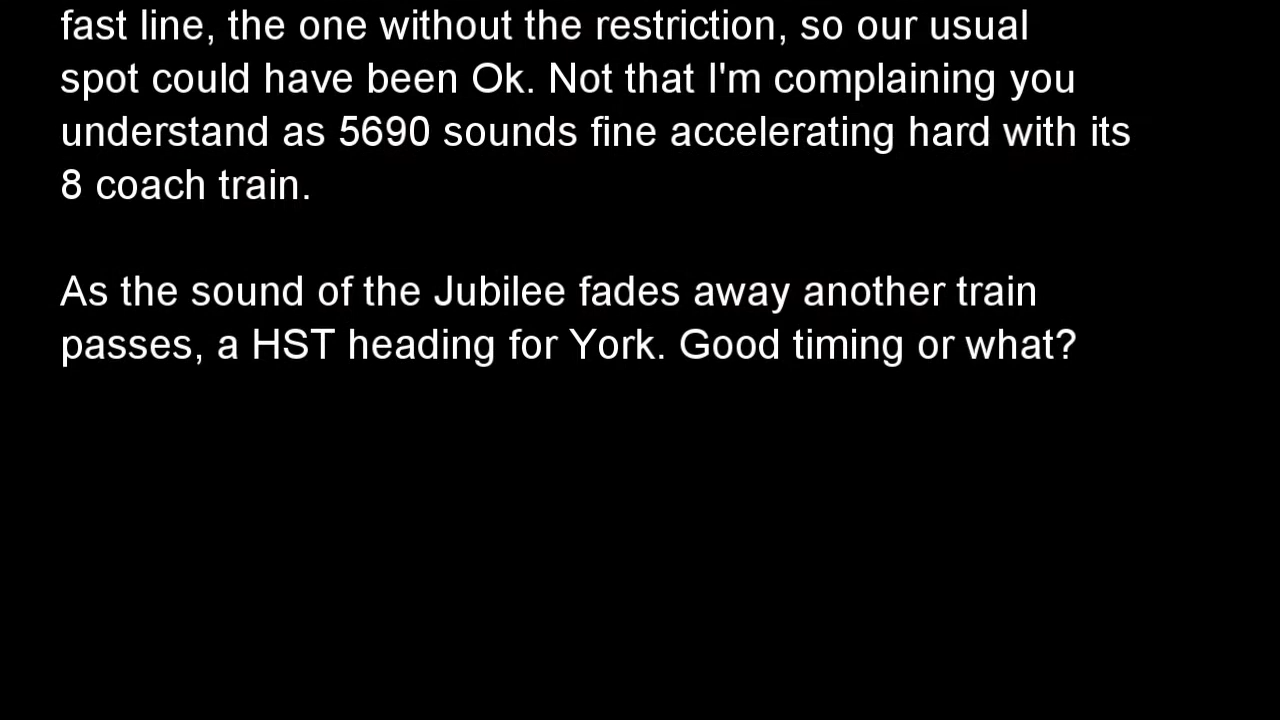 fast line, the one without the restriction, so our usual
spot could have been Ok. Not that I'm complaining you
understand as 5690 sounds fine accelerating hard with its
8 coach train.
As the sound of the Jubilee fades away another train
passes, a HST heading for York. Good timing or what?